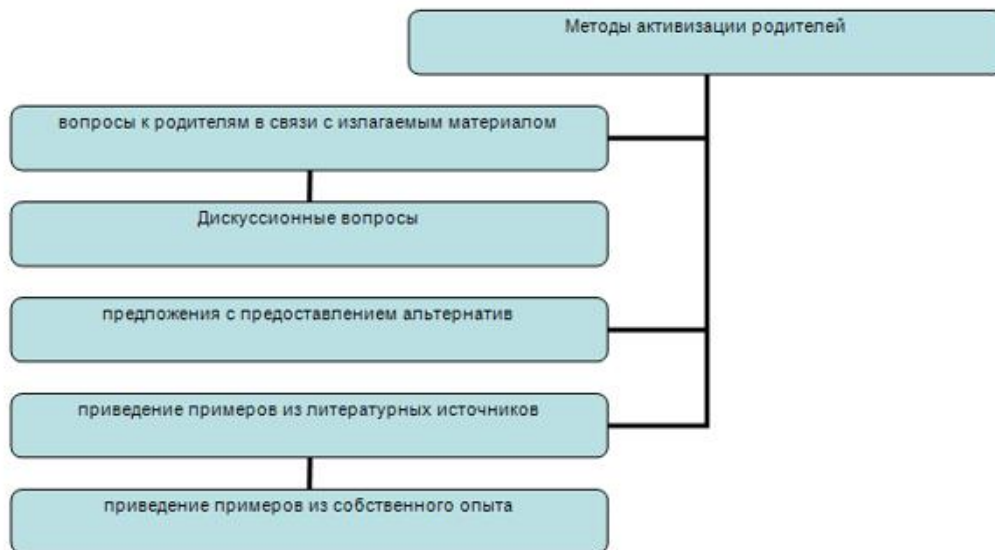 Методы активизации родителей
вопросы к родителям в связи с излагаемым материалом
Дискуссионные вопросы
предложения с предоставлением альтернатив
приведение примеров из литературных источников
приведение примеров из собственного опыта